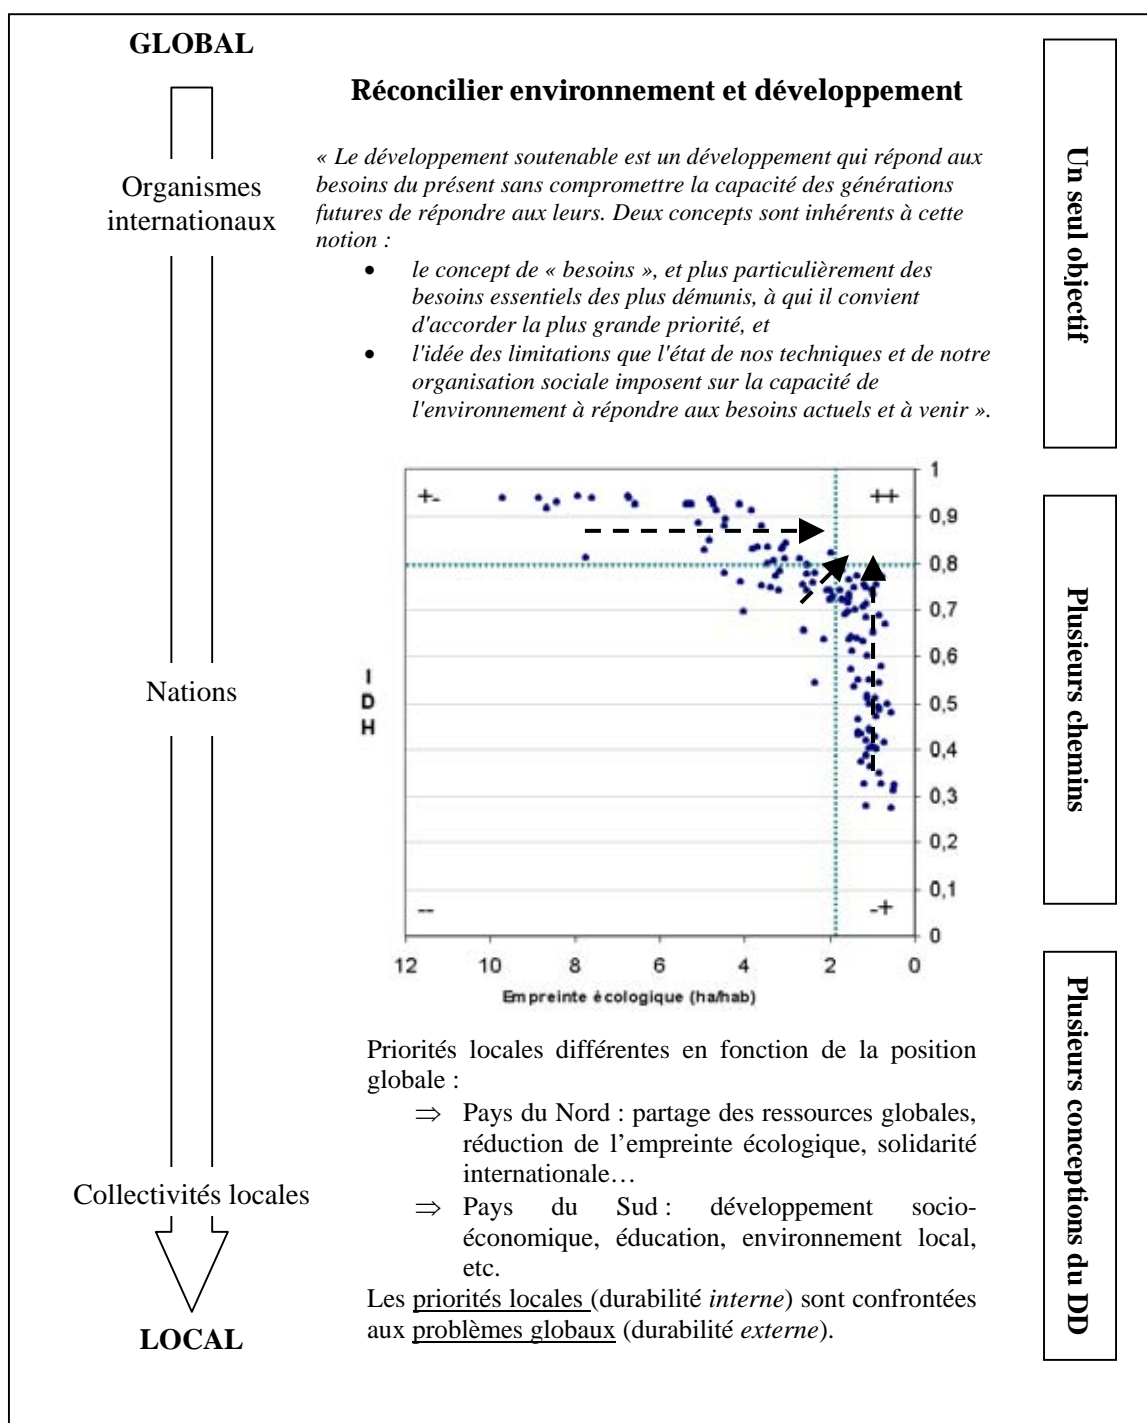 GLOBAL
Organismes
internationaux
Nations
Collectivités locales
LOCAL
Réconcilier environnement et développement
« Le développement soutenable est un développement qui répond aux
besoins du présent sans compromettre la capacité des générations
futures de répondre aux leurs. Deux concepts sont inhérents à cette
notion :
• le concept de « besoins », et plus particulièrement des
besoins essentiels des plus démunis, à qui il convient
d'accorder la plus grande priorité, et
• l'idée des limitations que l'état de nos techniques et de notre
organisation sociale imposent sur la capacité de
l'environnement à répondre aux besoins actuels et à venir ».
+-
++
--
-+
I
D
H
1
0,9
0,8
0,7
0,6
0,5
0,4
0,3
0,2
0,1
0
12 10 8 6 4 2 0
Empreinte écologique (ha/hab)
Priorités locales différentes en fonction de la position
globale :
⇒ Pays du Nord : partage des ressources globales,
réduction de l’empreinte écologique, solidarité
internationale…
⇒ Pays du Sud : développement socio-
économique, éducation, environnement local,
etc.
Les priorités locales (durabilité interne) sont confrontées
aux problèmes globaux (durabilité externe).
Un seul objectif
Plusieurs chemins
Plusieurs conceptions du DD